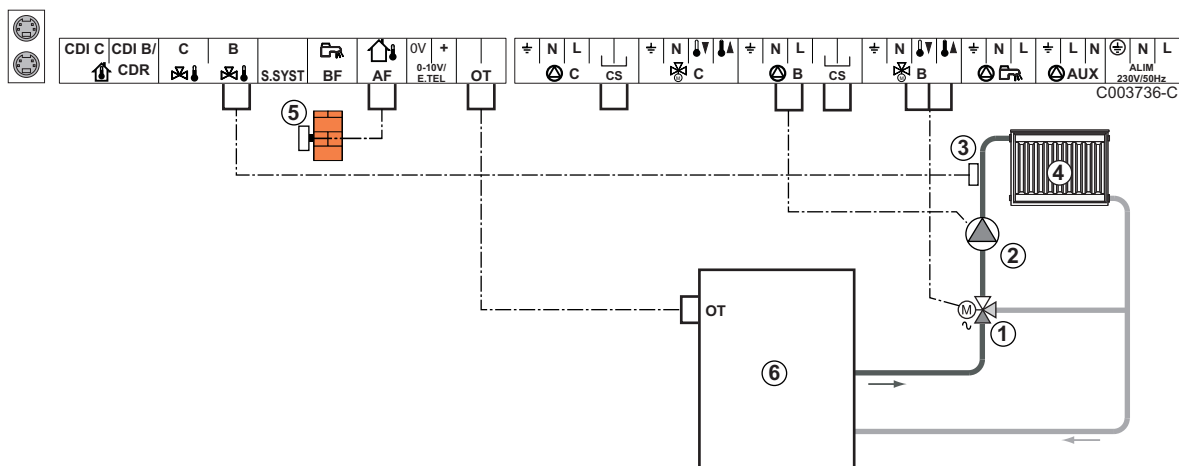 CDI C CDI B/ CDR C B S.SYST BF AF 0V + 0-10V/ E.TEL OT
⏚ N L C CS ⏚ N C M ⏚ N L B CS ⏚ N B M ⏚ N L ⏚ L N AUX ⏚ N L ALIM 230V/50Hz
C003736-C
5
3
4
2
OT
M
~
1
6